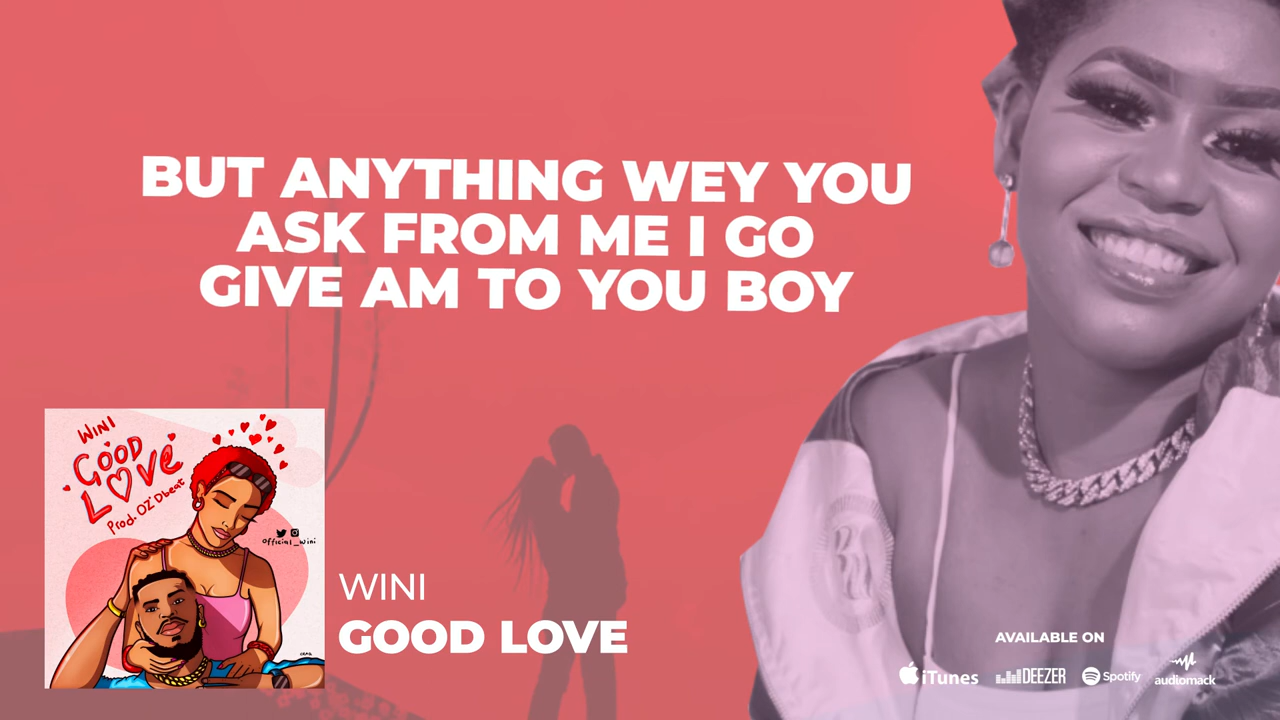 BUT ANYTHING WEY YOU
ASK FROM ME I GO
GIVE AM TO YOU BOY
WINI
GOOD
LOVE
Prod. OZ'Dbeat
Official_wini
WINI
GOOD LOVE
AVAILABLE ON
iTunes
DEEZER
Spotify
audiomack